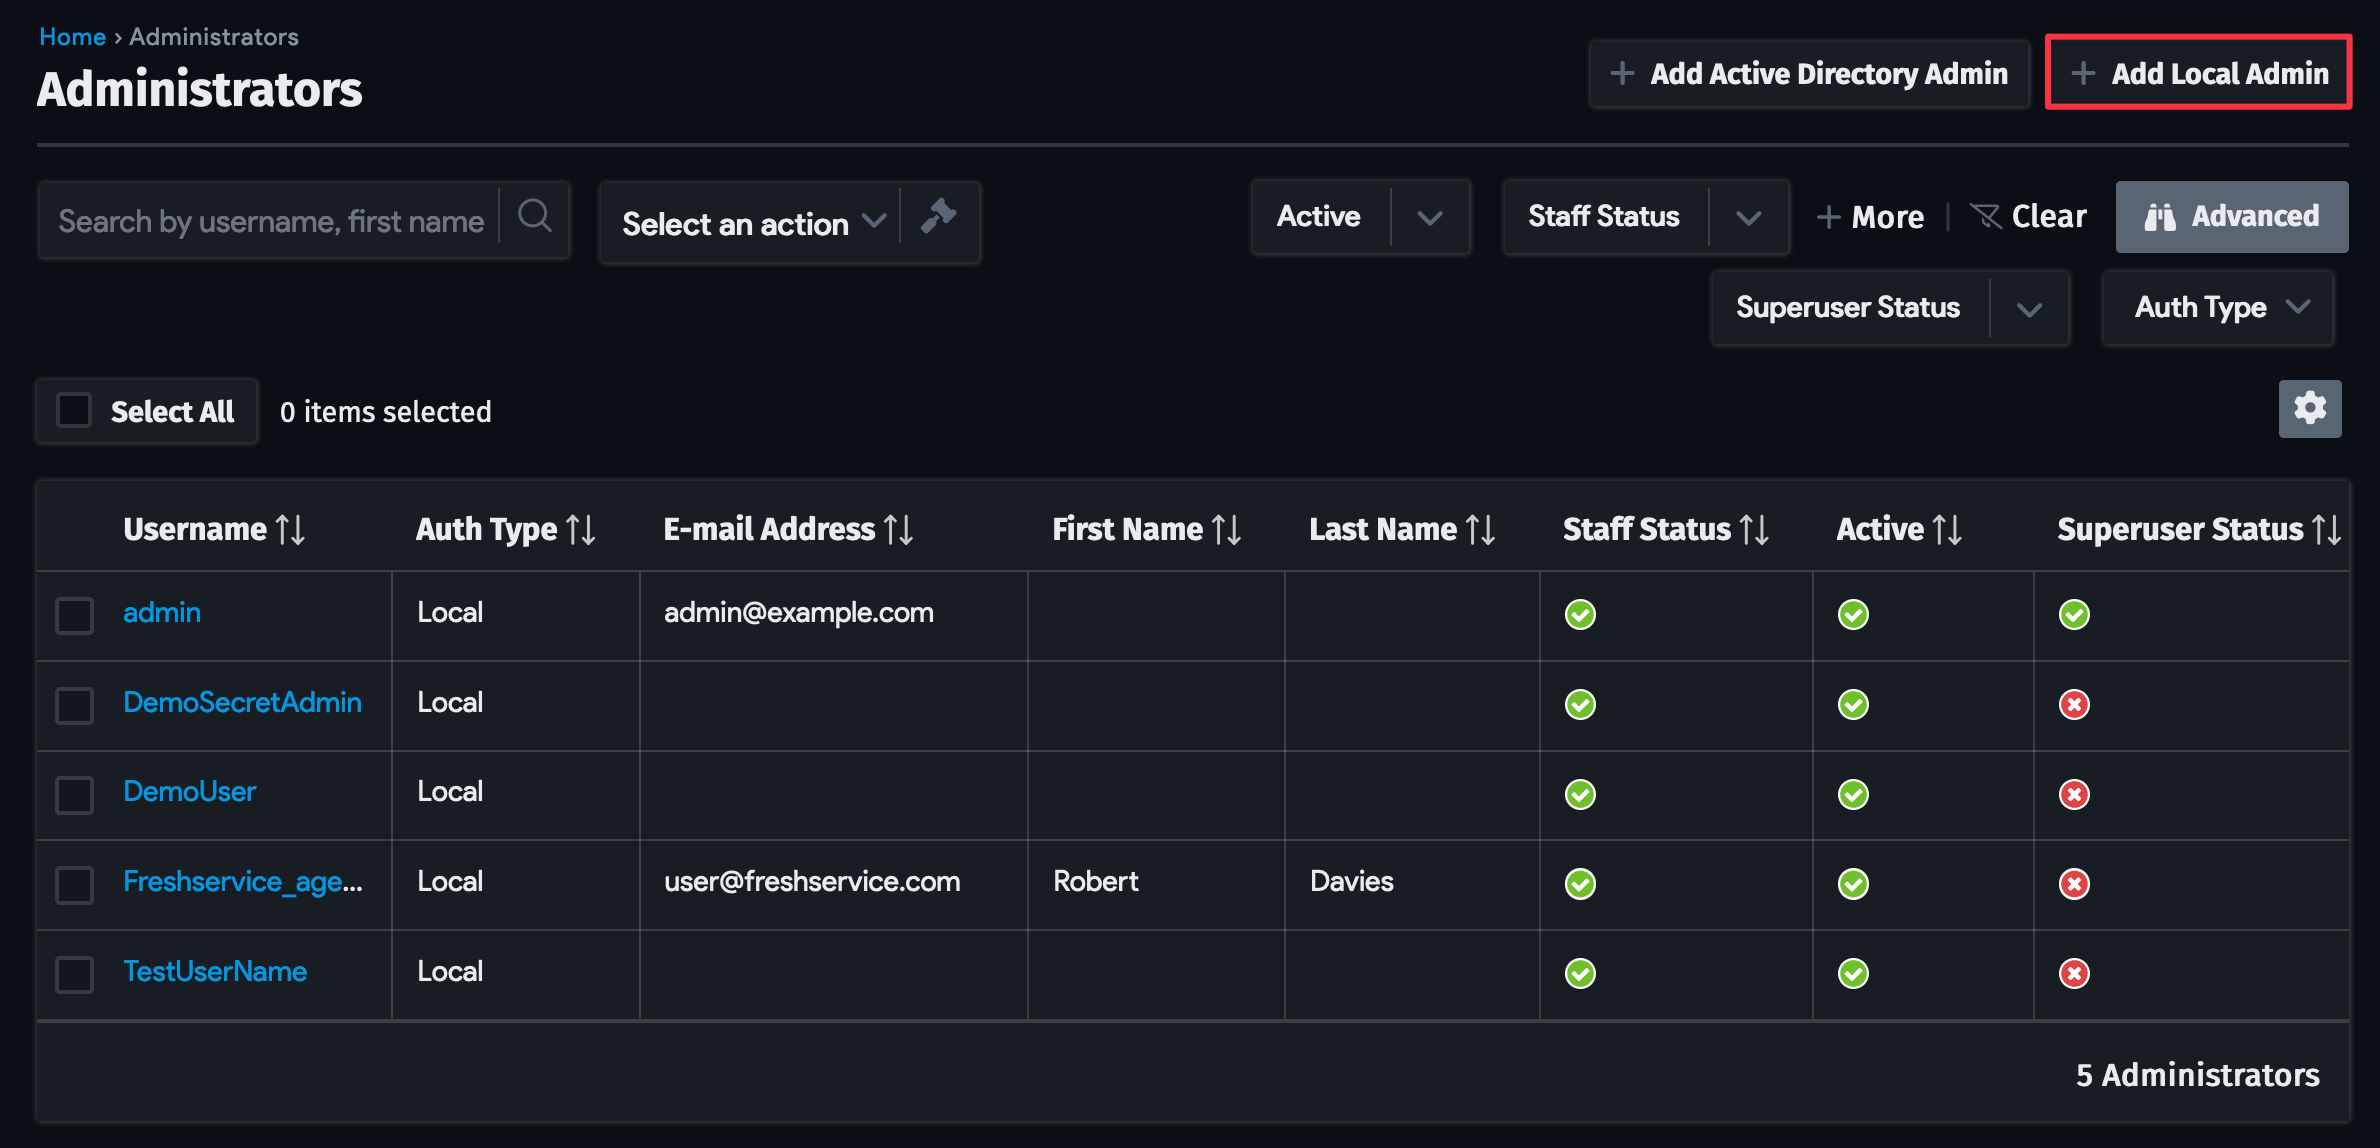 Home › Administrators
Administrators
Add Active Directory Admin
Add Local Admin
Search by username, first name
Select an action
Active
Staff Status
More
Clear
Advanced
Superuser Status
Auth Type
Select All
0 items selected
Username Auth Type E-mail Address First Name Last Name Staff Status Active Superuser Status
admin Local admin@example.com
DemoSecretAdmin Local
DemoUser Local
Freshservice_age... Local user@freshservice.com Robert Davies
TestUserName Local
5 Administrators